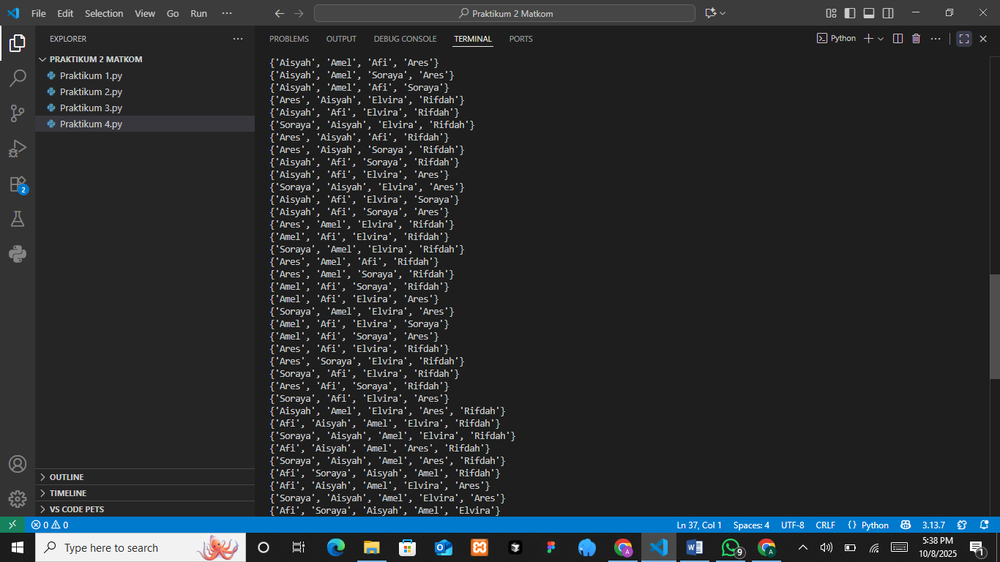 File Edit Selection View Go Run ··· Praktikum 2 Matkom
EXPLORER ···
PRAKTIKUM 2 MATKOM
Praktikum 1.py
Praktikum 2.py
Praktikum 3.py
Praktikum 4.py
2
OUTLINE
TIMELINE
VS CODE PETS
PROBLEMS OUTPUT DEBUG CONSOLE TERMINAL PORTS Python ···
{'Aisyah', 'Amel', 'Afi', 'Ares'}
{'Aisyah', 'Amel', 'Soraya', 'Ares'}
{'Aisyah', 'Amel', 'Afi', 'Soraya'}
{'Ares', 'Aisyah', 'Elvira', 'Rifdah'}
{'Aisyah', 'Afi', 'Elvira', 'Rifdah'}
{'Soraya', 'Aisyah', 'Elvira', 'Rifdah'}
{'Ares', 'Aisyah', 'Afi', 'Rifdah'}
{'Ares', 'Aisyah', 'Soraya', 'Rifdah'}
{'Aisyah', 'Afi', 'Soraya', 'Rifdah'}
{'Aisyah', 'Afi', 'Elvira', 'Ares'}
{'Soraya', 'Aisyah', 'Elvira', 'Ares'}
{'Aisyah', 'Afi', 'Elvira', 'Soraya'}
{'Aisyah', 'Afi', 'Soraya', 'Ares'}
{'Ares', 'Amel', 'Elvira', 'Rifdah'}
{'Amel', 'Afi', 'Elvira', 'Rifdah'}
{'Soraya', 'Amel', 'Elvira', 'Rifdah'}
{'Ares', 'Amel', 'Afi', 'Rifdah'}
{'Ares', 'Amel', 'Soraya', 'Rifdah'}
{'Amel', 'Afi', 'Soraya', 'Rifdah'}
{'Amel', 'Afi', 'Elvira', 'Ares'}
{'Soraya', 'Amel', 'Elvira', 'Ares'}
{'Amel', 'Afi', 'Elvira', 'Soraya'}
{'Amel', 'Afi', 'Soraya', 'Ares'}
{'Ares', 'Afi', 'Elvira', 'Rifdah'}
{'Ares', 'Soraya', 'Elvira', 'Rifdah'}
{'Soraya', 'Afi', 'Elvira', 'Rifdah'}
{'Ares', 'Afi', 'Soraya', 'Rifdah'}
{'Soraya', 'Afi', 'Elvira', 'Ares'}
{'Aisyah', 'Amel', 'Elvira', 'Ares', 'Rifdah'}
{'Afi', 'Aisyah', 'Amel', 'Elvira', 'Rifdah'}
{'Soraya', 'Aisyah', 'Amel', 'Elvira', 'Rifdah'}
{'Afi', 'Aisyah', 'Amel', 'Ares', 'Rifdah'}
{'Soraya', 'Aisyah', 'Amel', 'Ares', 'Rifdah'}
{'Afi', 'Soraya', 'Aisyah', 'Amel', 'Rifdah'}
{'Afi', 'Aisyah', 'Amel', 'Elvira', 'Ares'}
{'Soraya', 'Aisyah', 'Amel', 'Elvira', 'Ares'}
{'Afi', 'Soraya', 'Aisyah', 'Amel', 'Elvira'}
0 0 Ln 37, Col 1 Spaces: 4 UTF-8 CRLF { } Python 3.13.7
Type here to search A 9 A 5:38 PM
10/8/2025 1